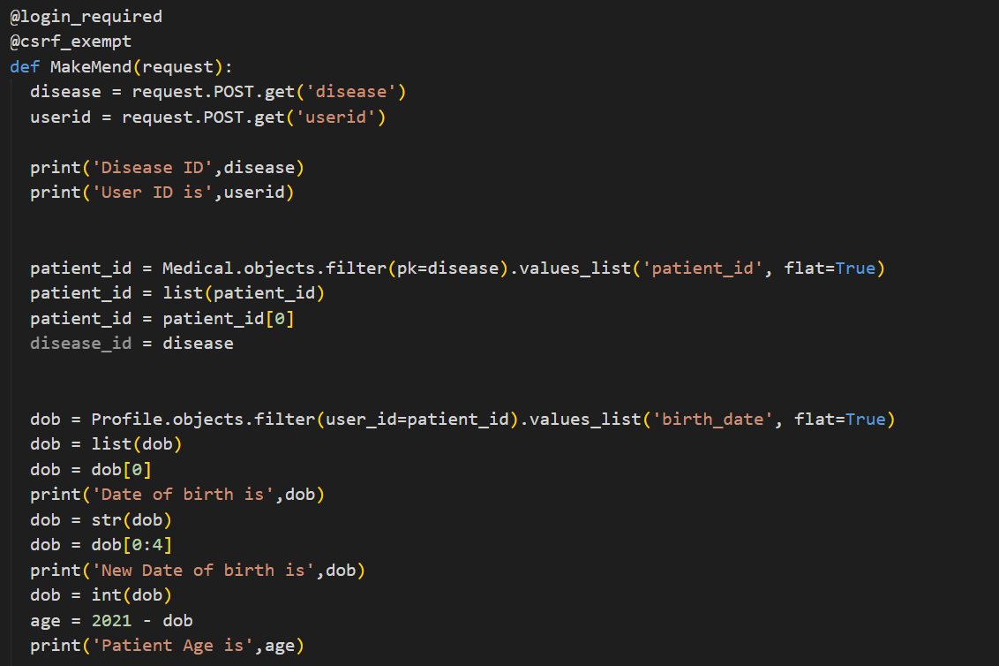 @login_required
@csrf_exempt
def MakeMend(request):
disease = request.POST.get('disease')
userid = request.POST.get('userid')
print('Disease ID',disease)
print('User ID is',userid)
patient_id = Medical.objects.filter(pk=disease).values_list('patient_id', flat=True)
patient_id = list(patient_id)
patient_id = patient_id[0]
disease_id = disease
dob = Profile.objects.filter(user_id=patient_id).values_list('birth_date', flat=True)
dob = list(dob)
dob = dob[0]
print('Date of birth is',dob)
dob = str(dob)
dob = dob[0:4]
print('New Date of birth is',dob)
dob = int(dob)
age = 2021 - dob
print('Patient Age is',age)